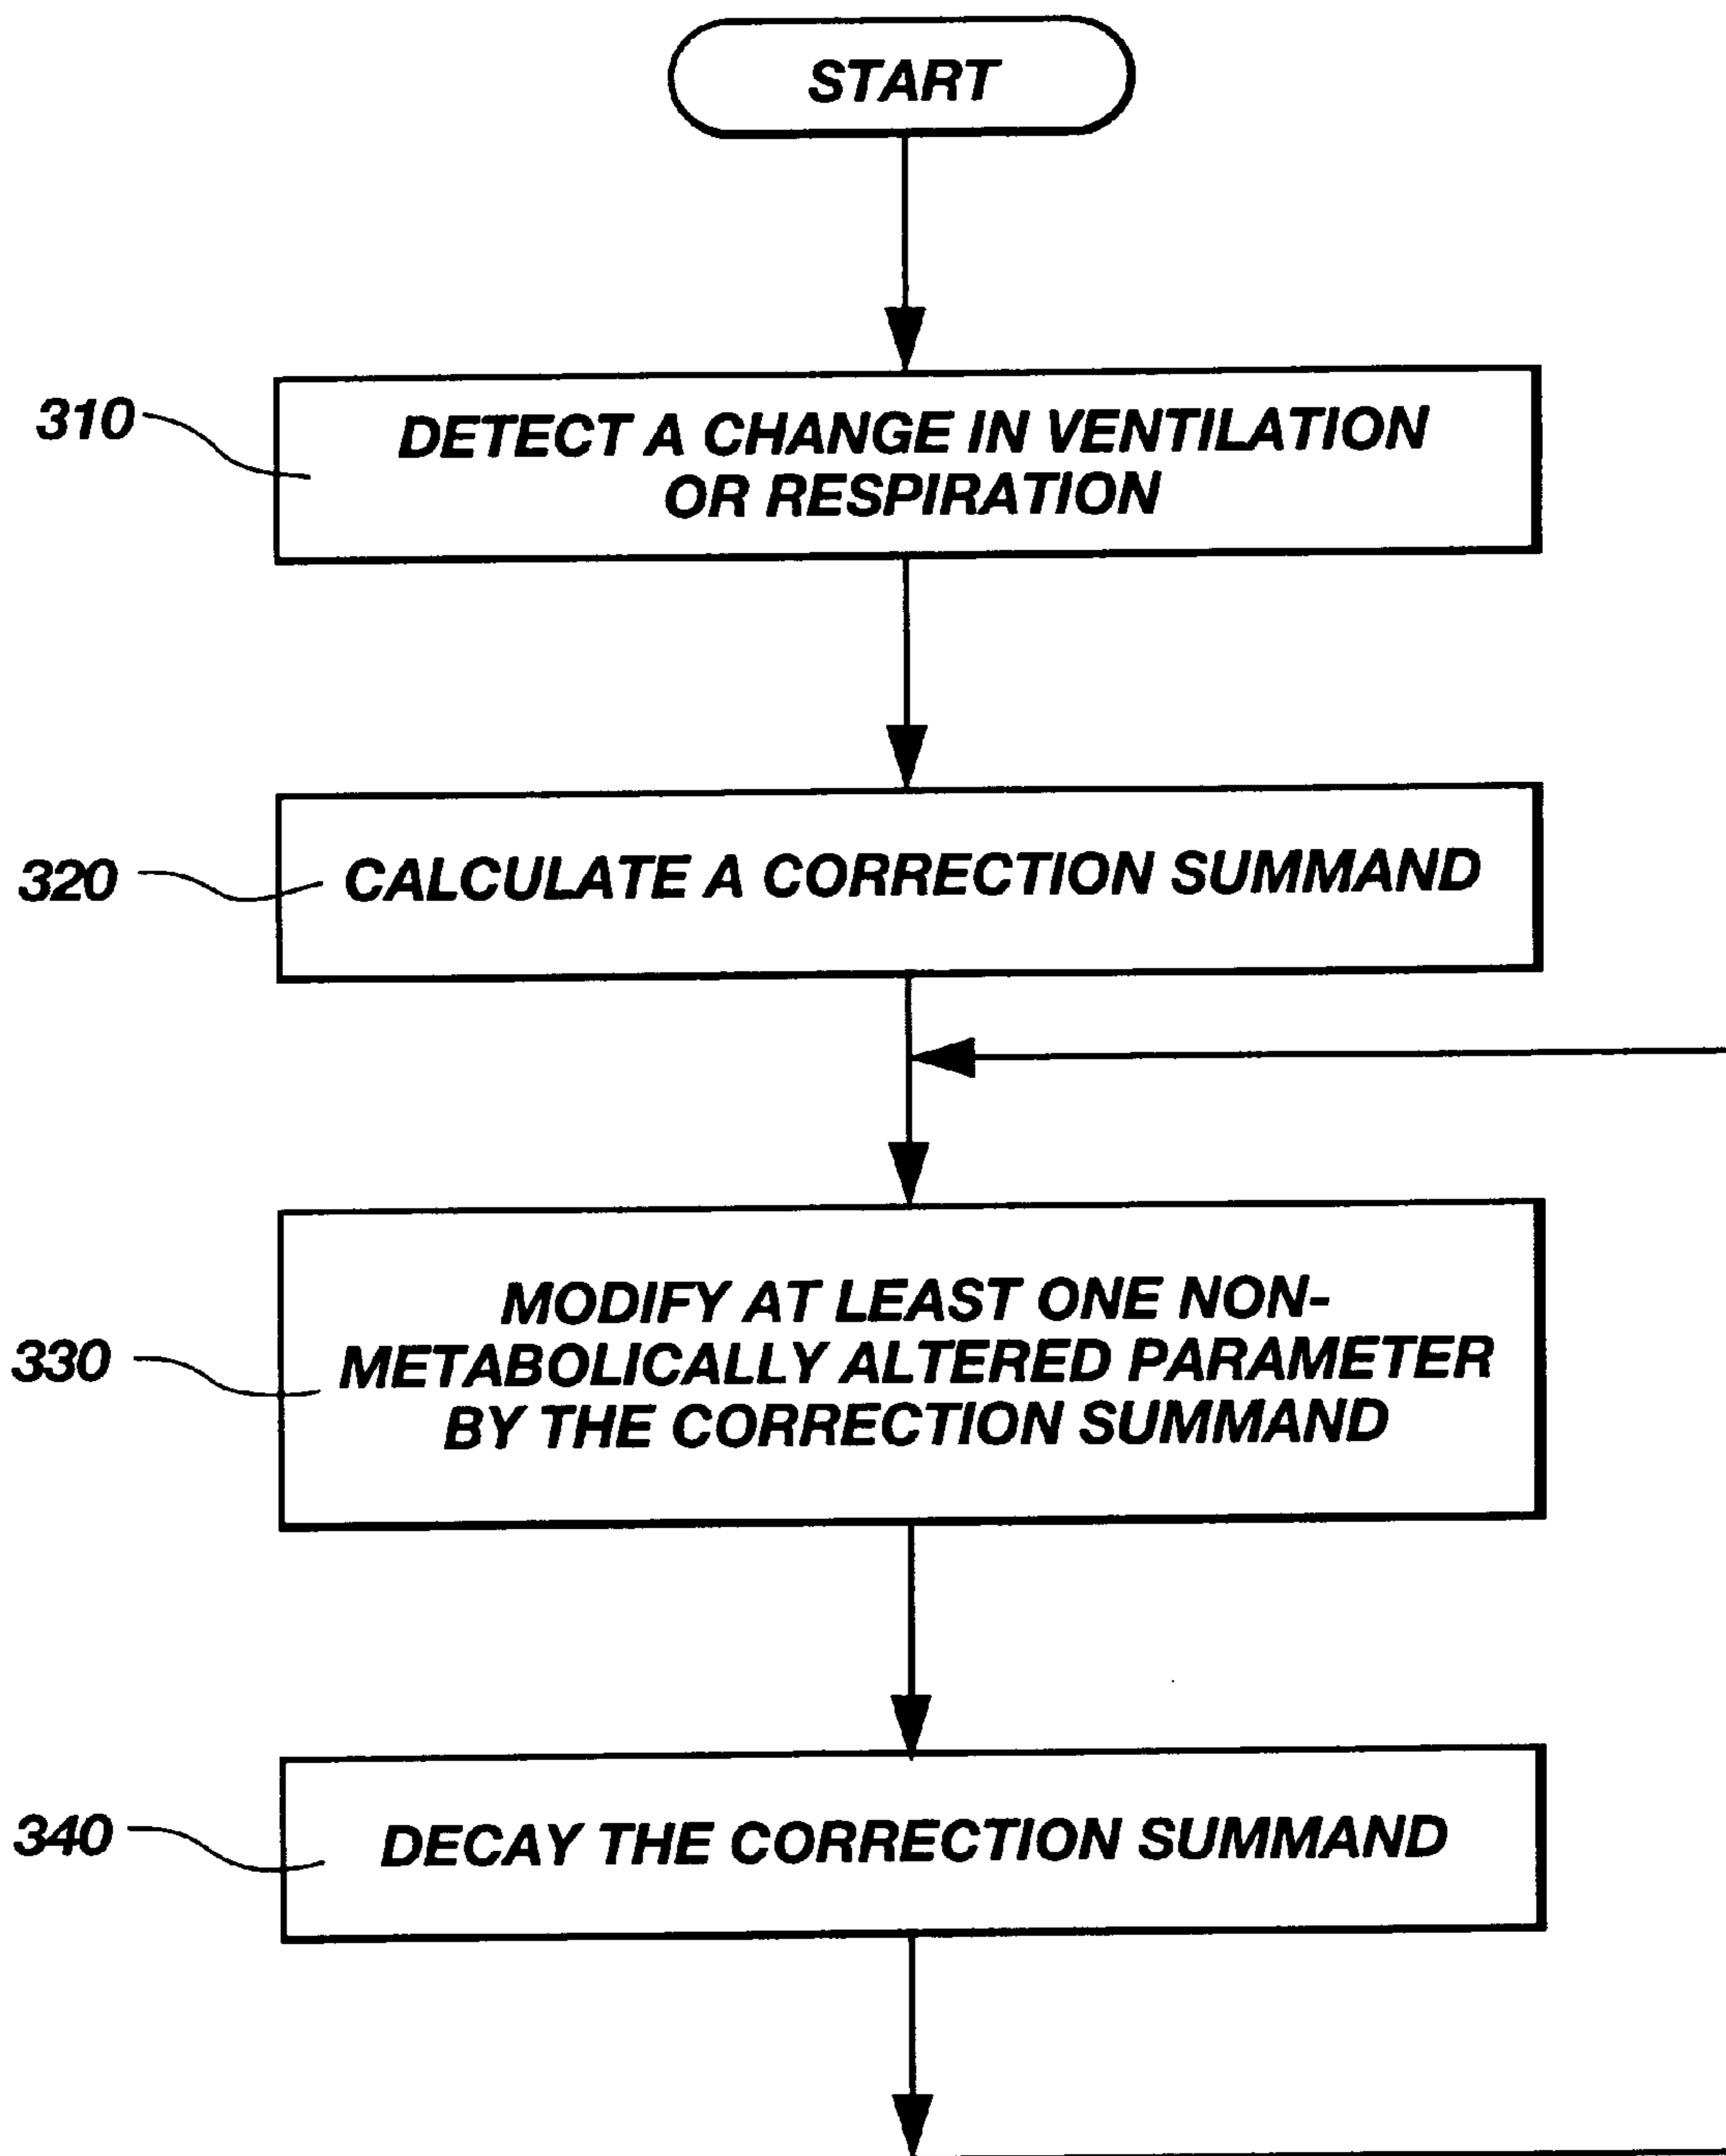 START
310
DETECT A CHANGE IN VENTILATION
OR RESPIRATION
320
CALCULATE A CORRECTION SUMMAND
330
MODIFY AT LEAST ONE NON-
METABOLICALLY ALTERED PARAMETER
BY THE CORRECTION SUMMAND
340
DECAY THE CORRECTION SUMMAND